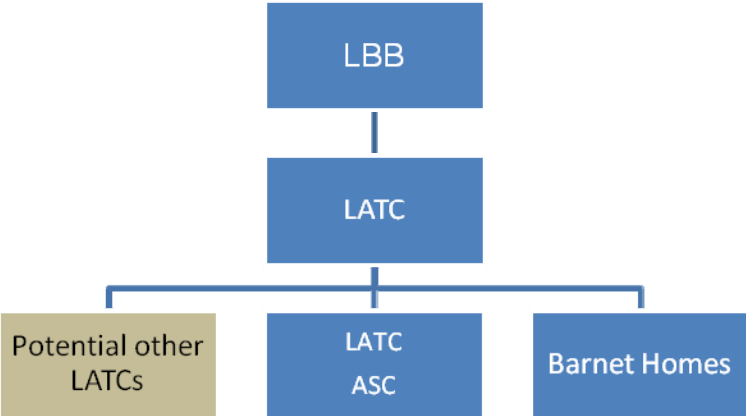 LBB
LATC
Potential other
LATCs
LATC
ASC
Barnet Homes